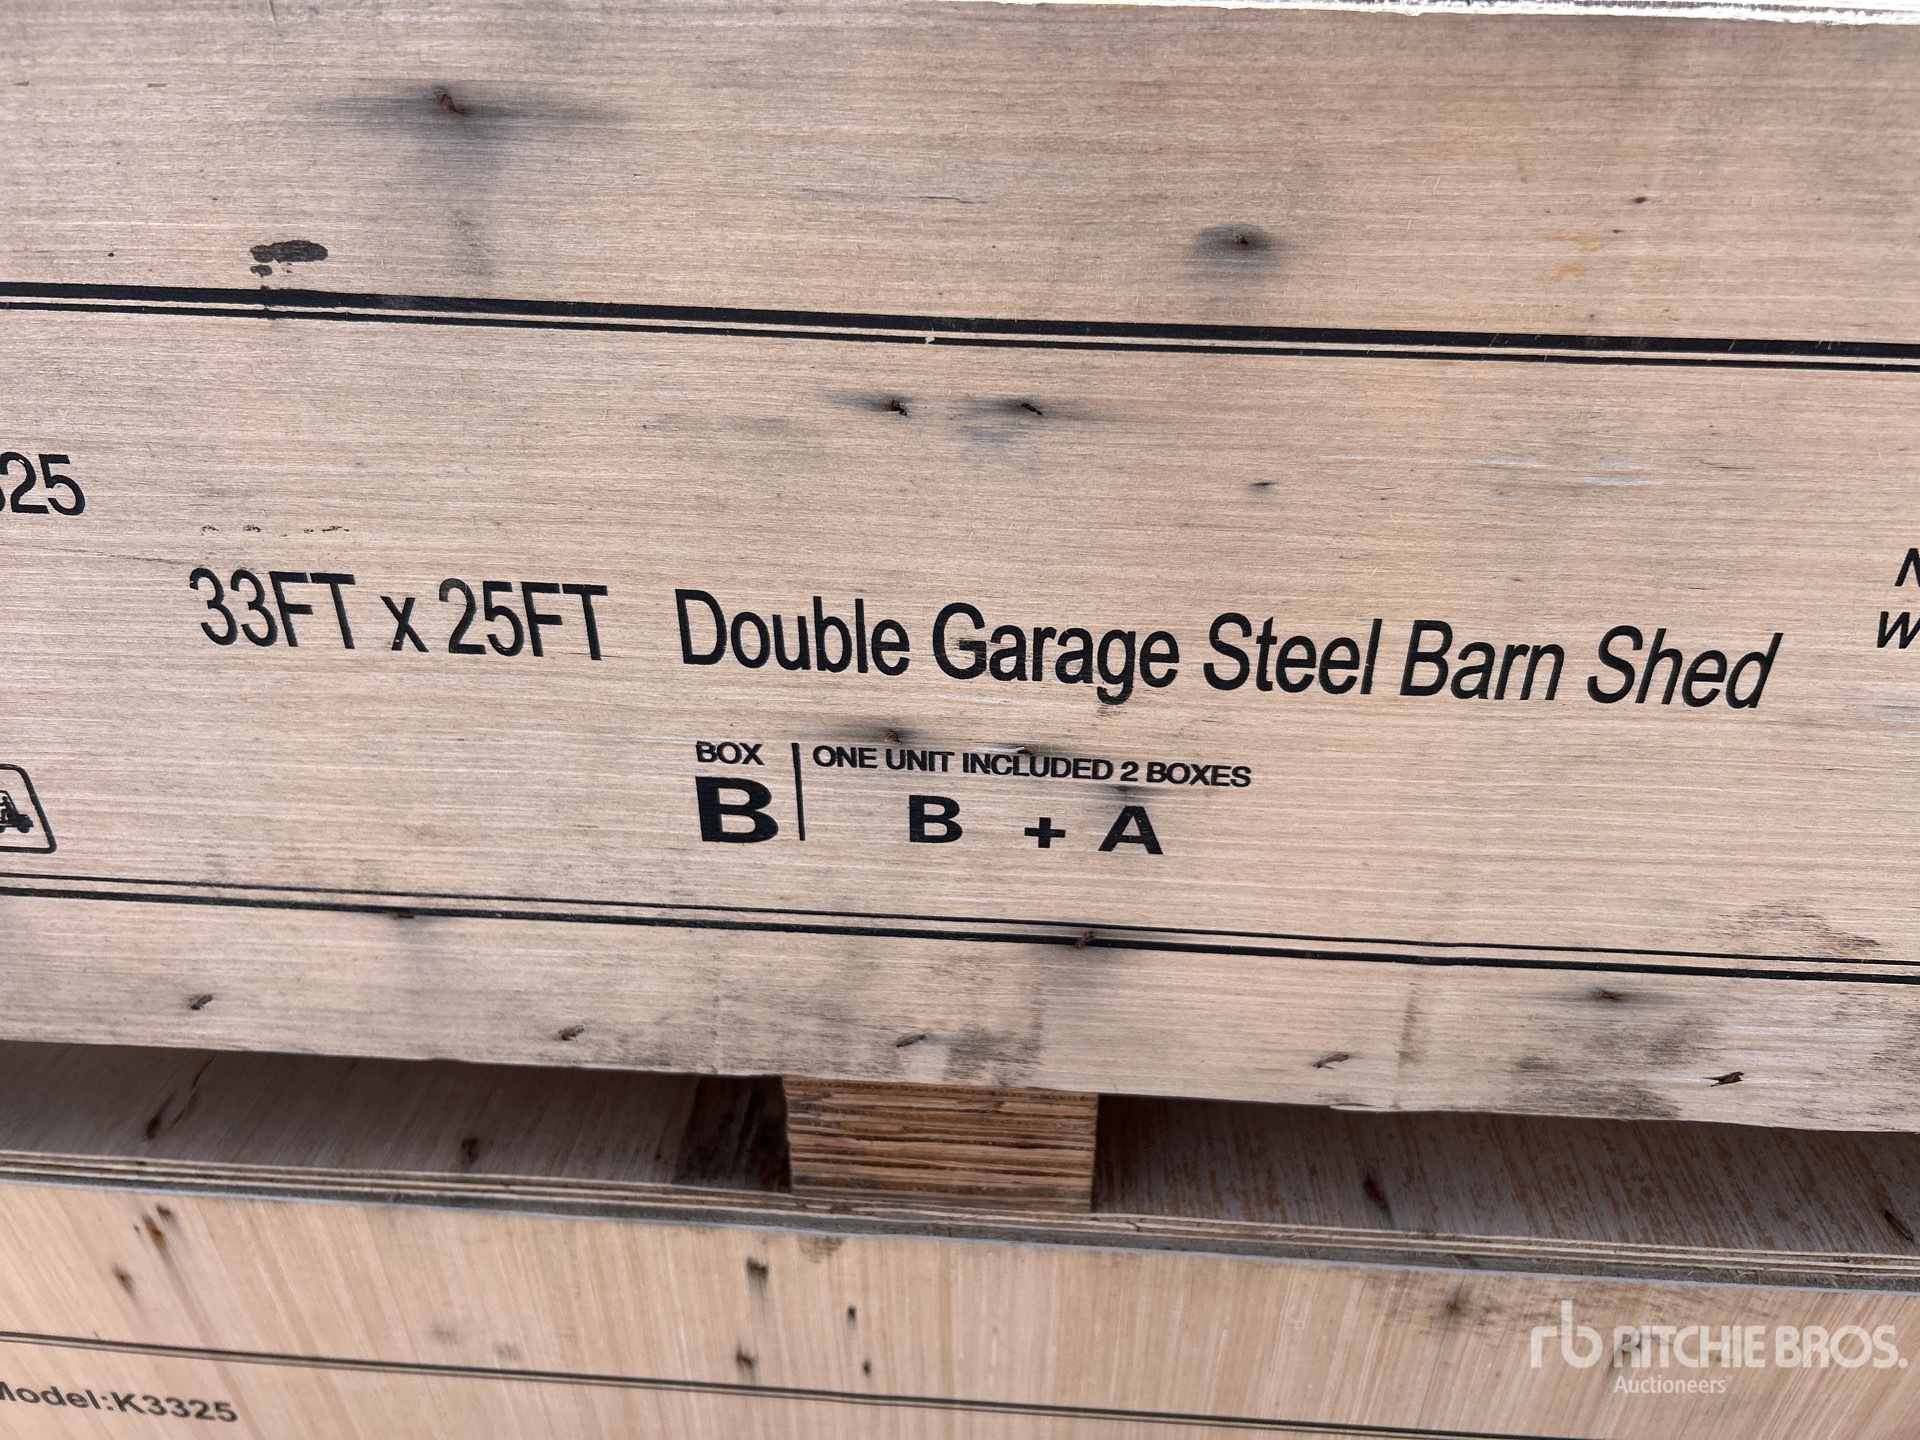 325
33FT x 25FT Double Garage Steel Barn Shed
BOX
B
ONE UNIT INCLUDED 2 BOXES
B + A
Model:K3325
rb RITCHIE BROS.
Auctioneers